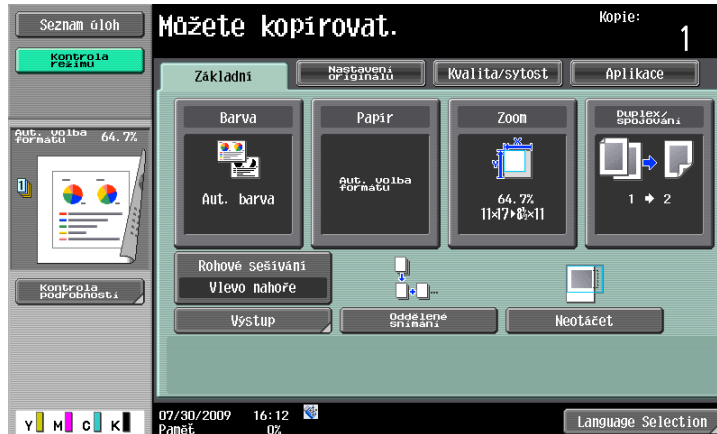 Seznam úloh
Můžete kopírovat.
Kopie:
1
Kontrola
režimu
Základní
Nastavení
originálu
Kvalita/sytost
Aplikace
Aut. volba
formátu
64.7%
Barva
Aut. barva
Papír
Aut. volba
formátu
Zoom
64.7%
11×17▸8½×11
Duplex/
spojování
1 ➔ 2
Kontrola
podrobností
Rohové sešívání
Vlevo nahoře
Výstup
Oddělené
snímání
Neotáčet
Y M C K
07/30/2009 16:12
Paměť 0%
Language Selection